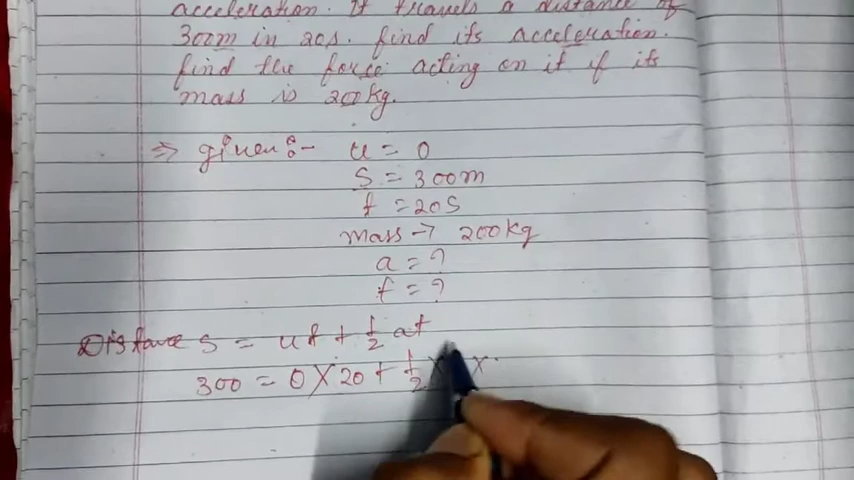 acceleration. It travels a distance of
300m in 20s. find its acceleration.
find the force acting on it if its
mass is 200kg.
⇒ given:- u = 0
S = 300m
t = 20s
mass → 200kg
a = ?
f = ?
Distance S = ut + 1/2 at
300 = 0 × 20 + 1/2 × ×